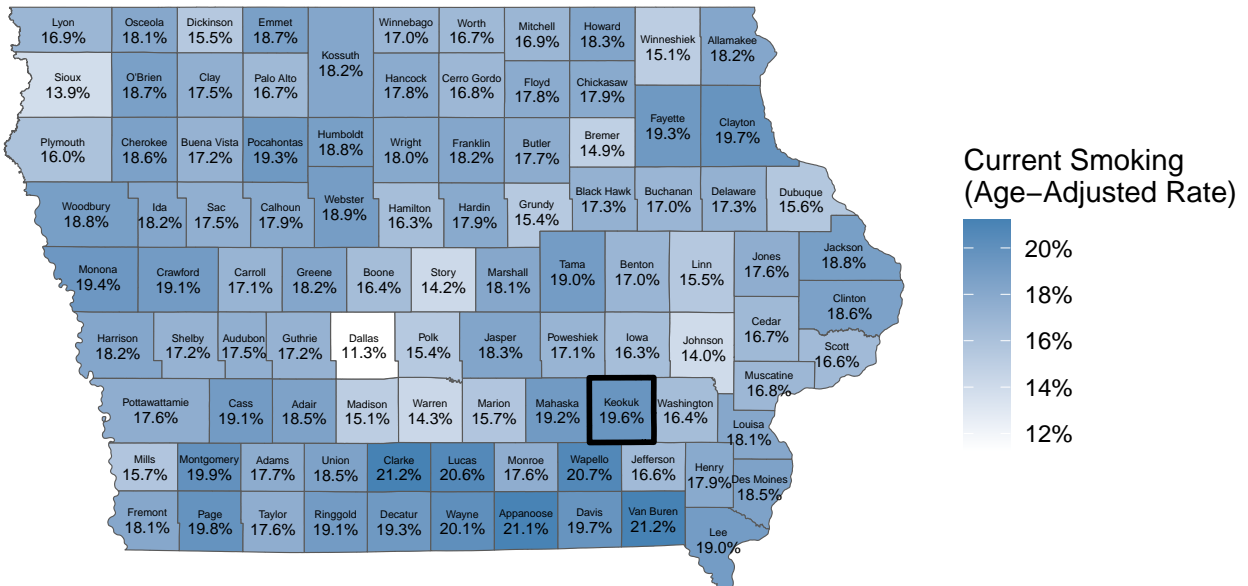 Lyon
16.9%
Osceola
18.1%
Dickinson
15.5%
Emmet
18.7%
Kossuth
18.2%
Winnebago
17.0%
Worth
16.7%
Mitchell
16.9%
Howard
18.3%
Winneshiek
15.1%
Allamakee
18.2%
Sioux
13.9%
O'Brien
18.7%
Clay
17.5%
Palo Alto
16.7%
Hancock
17.8%
Cerro Gordo
16.8%
Floyd
17.8%
Chickasaw
17.9%
Fayette
19.3%
Clayton
19.7%
Plymouth
16.0%
Cherokee
18.6%
Buena Vista
17.2%
Pocahontas
19.3%
Humboldt
18.8%
Wright
18.0%
Franklin
18.2%
Butler
17.7%
Bremer
14.9%
Woodbury
18.8%
Ida
18.2%
Sac
17.5%
Calhoun
17.9%
Webster
18.9%
Hamilton
16.3%
Hardin
17.9%
Grundy
15.4%
Black Hawk
17.3%
Buchanan
17.0%
Delaware
17.3%
Dubuque
15.6%
Monona
19.4%
Crawford
19.1%
Carroll
17.1%
Greene
18.2%
Boone
16.4%
Story
14.2%
Marshall
18.1%
Tama
19.0%
Benton
17.0%
Linn
15.5%
Jones
17.6%
Jackson
18.8%
Clinton
18.6%
Harrison
18.2%
Shelby
17.2%
Audubon
17.5%
Guthrie
17.2%
Dallas
11.3%
Polk
15.4%
Jasper
18.3%
Poweshiek
17.1%
Iowa
16.3%
Johnson
14.0%
Cedar
16.7%
Scott
16.6%
Muscatine
16.8%
Pottawattamie
17.6%
Cass
19.1%
Adair
18.5%
Madison
15.1%
Warren
14.3%
Marion
15.7%
Mahaska
19.2%
Keokuk
19.6%
Washington
16.4%
Louisa
18.1%
Mills
15.7%
Montgomery
19.9%
Adams
17.7%
Union
18.5%
Clarke
21.2%
Lucas
20.6%
Monroe
17.6%
Wapello
20.7%
Jefferson
16.6%
Henry
17.9%
Des Moines
18.5%
Fremont
18.1%
Page
19.8%
Taylor
17.6%
Ringgold
19.1%
Decatur
19.3%
Wayne
20.1%
Appanoose
21.1%
Davis
19.7%
Van Buren
21.2%
Lee
19.0%
Current Smoking
(Age−Adjusted Rate)
20%
18%
16%
14%
12%